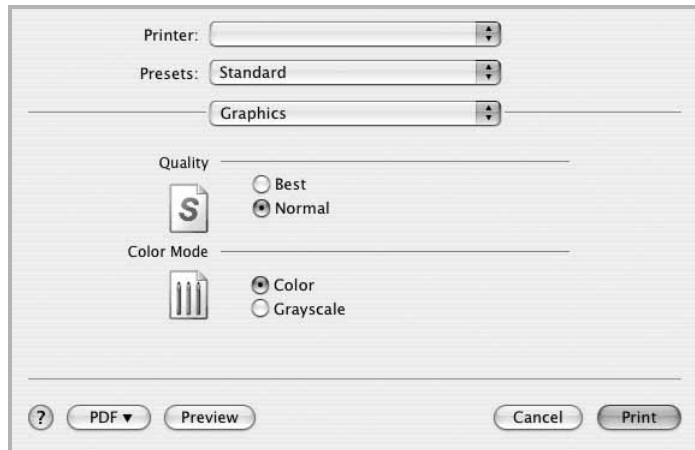 Printer:
Presets: Standard
Graphics
Quality
Best
S
Normal
Color Mode
Color
Grayscale
? PDF ▼ Preview Cancel Print